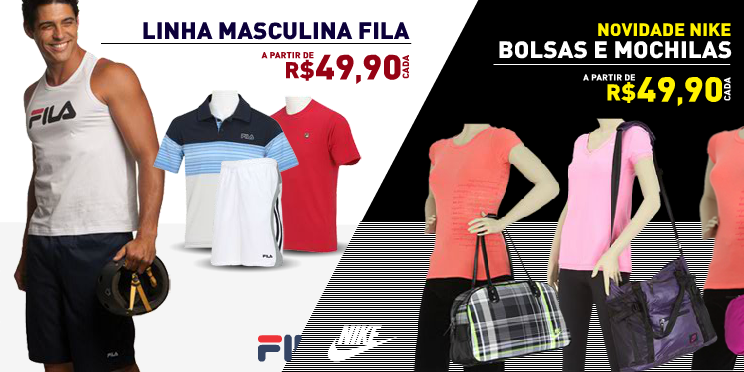 LINHA MASCULINA FILA
A PARTIR DE
R$49,90 CADA
NOVIDADE NIKE
BOLSAS E MOCHILAS
A PARTIR DE
R$49,90 CADA
FILA
FILA
FILA
FILA
NIKE